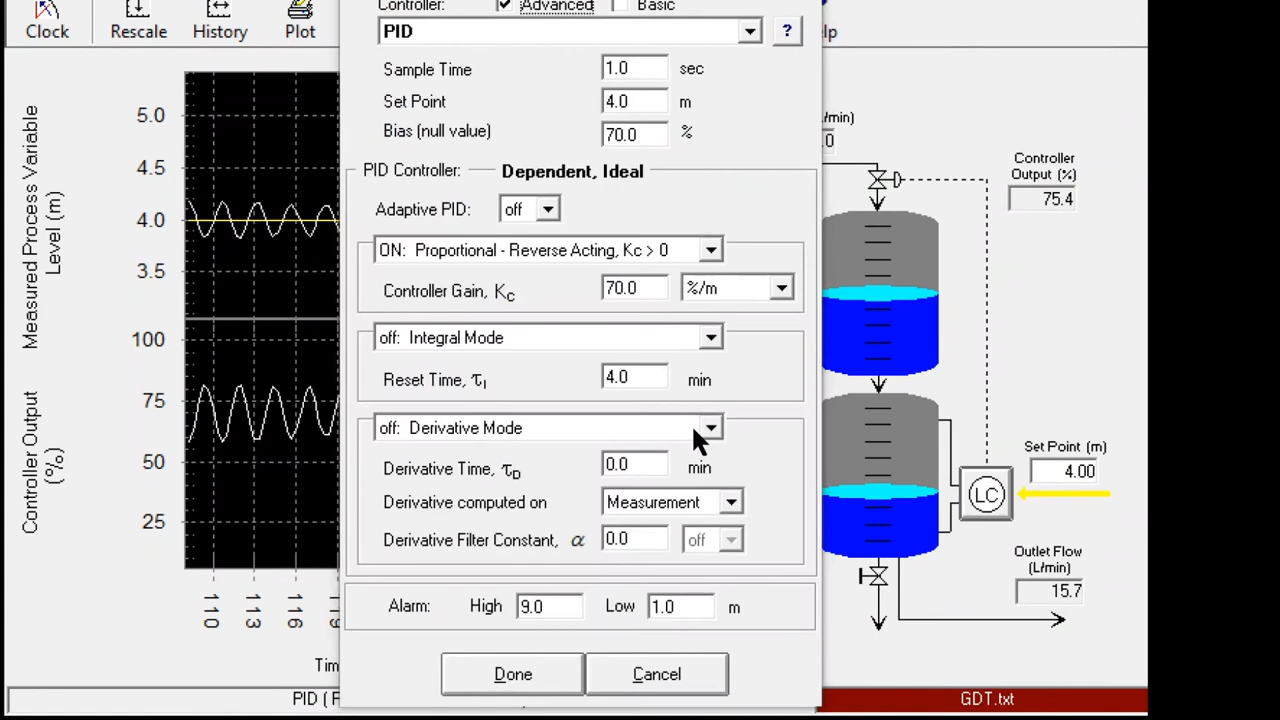 Controller: Advanced Basic
Clock Rescale History Plot
lp
PID ?
Sample Time 1.0 sec
Set Point 4.0 m
Bias (null value) 70.0 %
PID Controller: Dependent, Ideal
Adaptive PID: off
ON: Proportional - Reverse Acting, Kc > 0
Controller Gain, KC 70.0 %/m
off: Integral Mode
Reset Time, τI 4.0 min
off: Derivative Mode
Derivative Time, τD 0.0 min
Derivative computed on Measurement
Derivative Filter Constant, α 0.0 off
Alarm: High 9.0 Low 1.0 m
Done Cancel
Measured Process Variable
Level (m)
5.0
4.5
4.0
3.5
Controller Output
(%)
100
75
50
25
110
113
116
Tim
/min)
.0
Controller
Output (%)
75.4
Set Point (m)
4.00
LC
Outlet Flow
(L/min)
15.7
PID (
GDT.txt